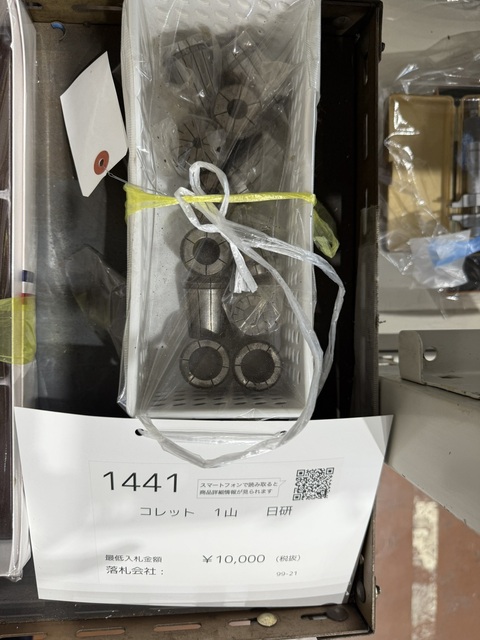 1441
スマートフォンで読み取ると
商品詳細情報が見られます
コレット 1山 日研
最低入札金額 ￥10,000 (税抜)
落札会社：
99-21